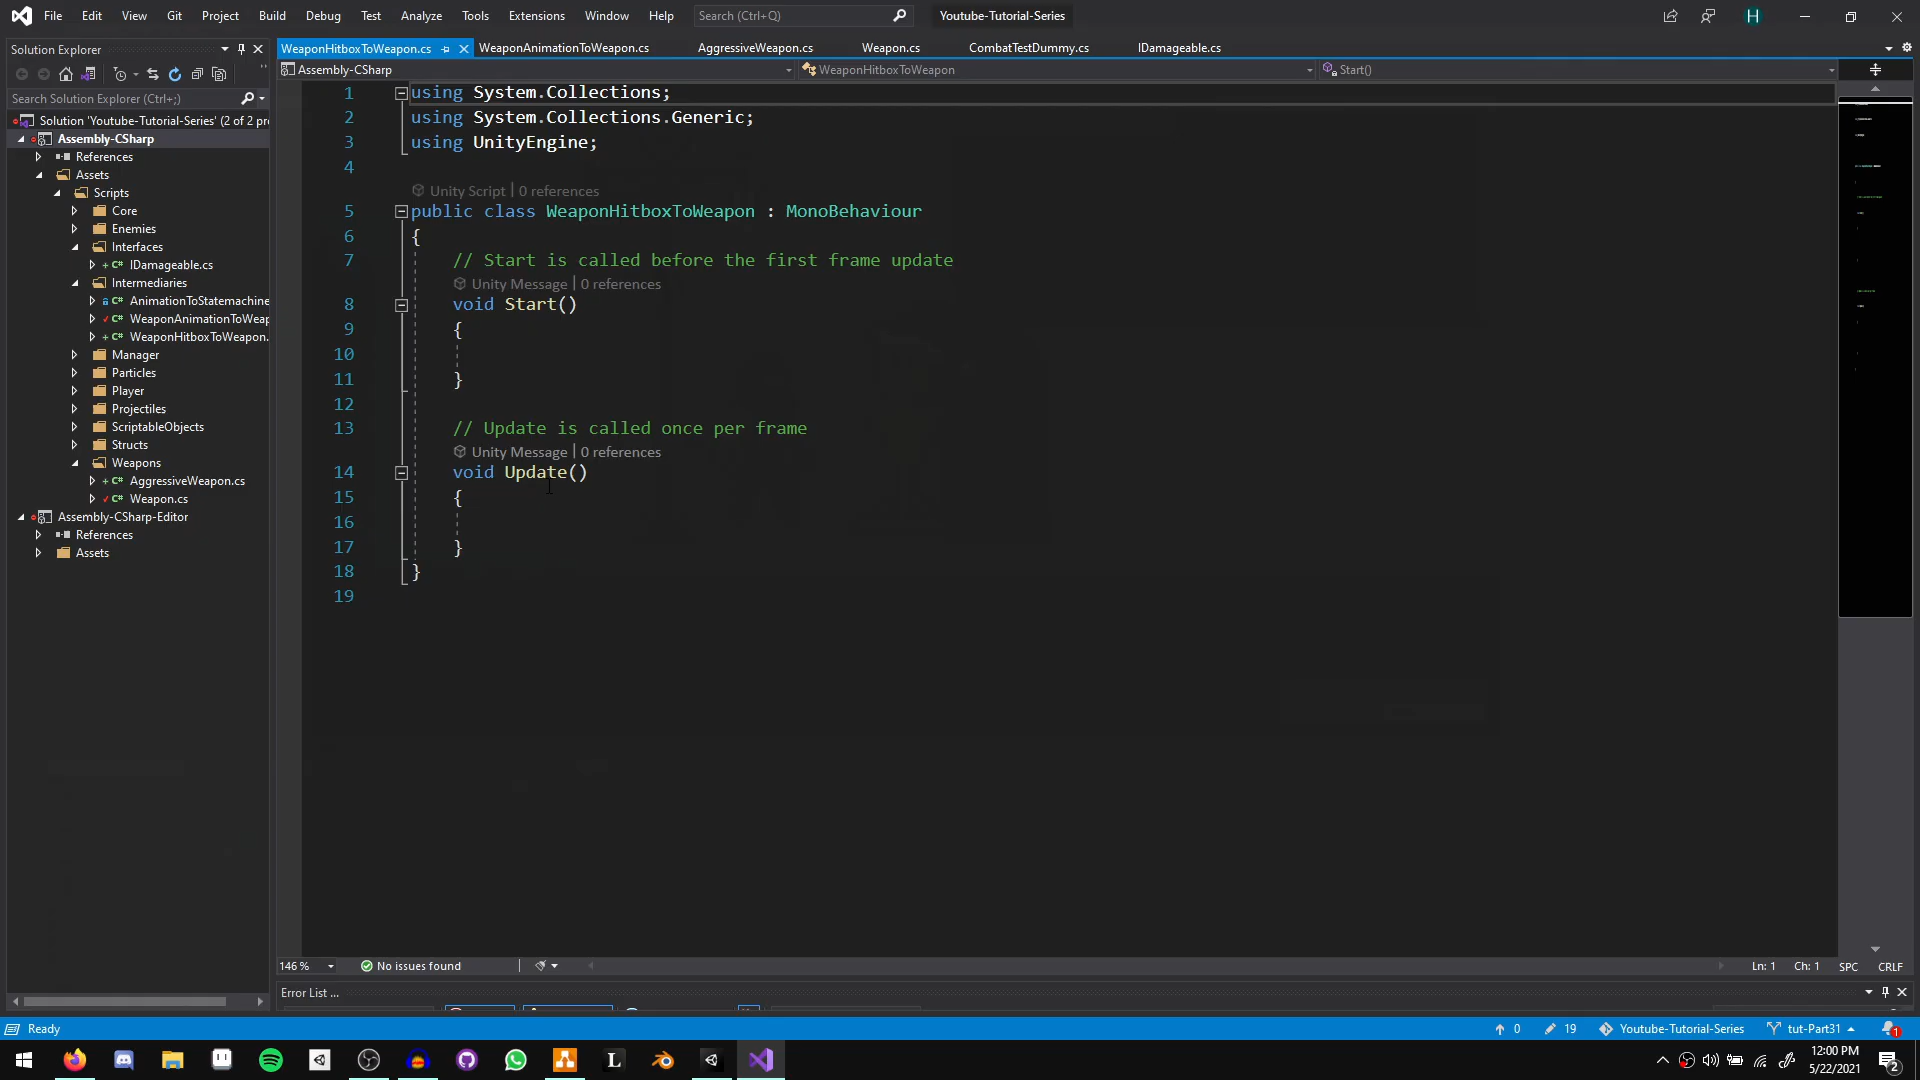 File Edit View Git Project Build Debug Test Analyze Tools Extensions Window Help Search (Ctrl+Q) Youtube-Tutorial-Series H
Solution Explorer
Search Solution Explorer (Ctrl+;)
Solution 'Youtube-Tutorial-Series' (2 of 2 pr
Assembly-CSharp
References
Assets
Scripts
Core
Enemies
Interfaces
IDamageable.cs
Intermediaries
AnimationToStatemachine
WeaponAnimationToWeap
WeaponHitboxToWeapon.
Manager
Particles
Player
Projectiles
ScriptableObjects
Structs
Weapons
AggressiveWeapon.cs
Weapon.cs
Assembly-CSharp-Editor
References
Assets
WeaponHitboxToWeapon.cs WeaponAnimationToWeapon.cs AggressiveWeapon.cs Weapon.cs CombatTestDummy.cs IDamageable.cs
Assembly-CSharp WeaponHitboxToWeapon Start()
1 using System.Collections;
2 using System.Collections.Generic;
3 using UnityEngine;
4
Unity Script | 0 references
5 public class WeaponHitboxToWeapon : MonoBehaviour
6 {
7 // Start is called before the first frame update
Unity Message | 0 references
8 void Start()
9 {
10
11 }
12
13 // Update is called once per frame
Unity Message | 0 references
14 void Update()
15 {
16
17 }
18 }
19
146 % No issues found Ln: 1 Ch: 1 SPC CRLF
Error List ...
Ready 0 19 Youtube-Tutorial-Series tut-Part31 1
L 12:00 PM
5/22/2021 2